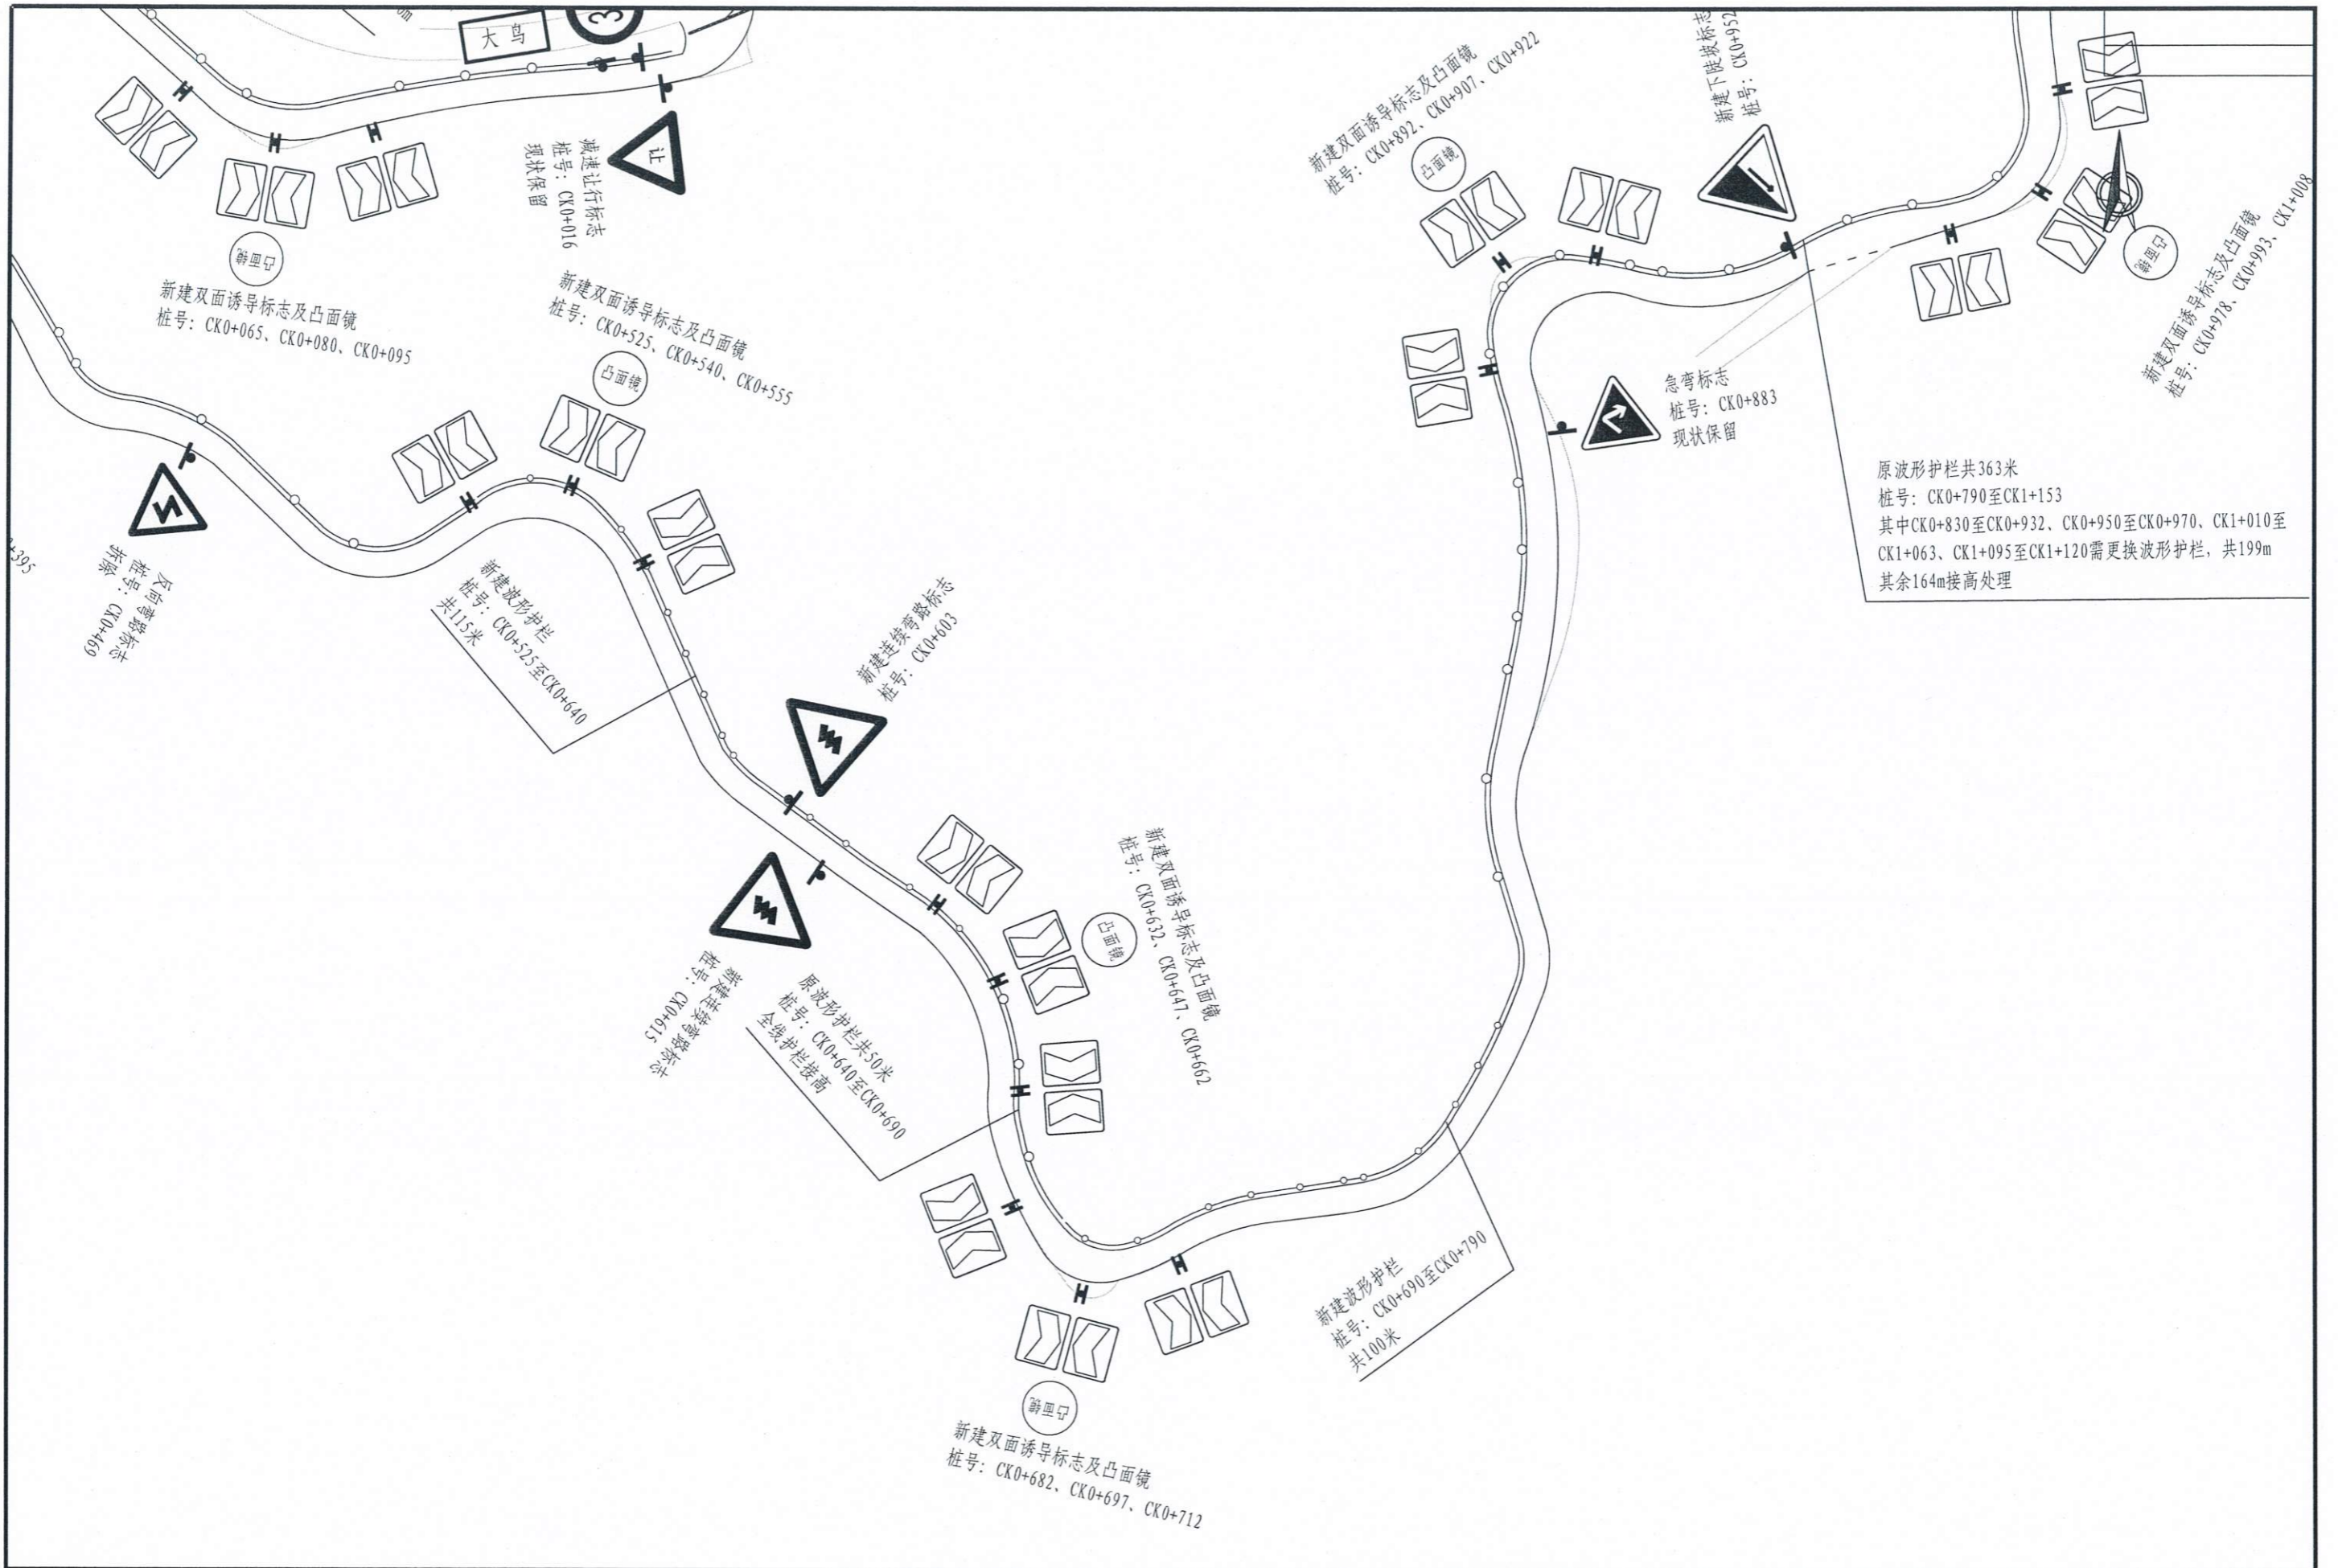 大鸟
3
0m
减速让行标志
桩号：CK0+016
现状保留
让
凸面镜
新建双面诱导标志及凸面镜
桩号：CK0+065、CK0+080、CK0+095
新建双面诱导标志及凸面镜
桩号：CK0+525、CK0+540、CK0+555
凸面镜
+395
反向弯路标志
桩号：CK0+469
拆除
新建波形护栏
桩号：CK0+525至CK0+640
共115米
新建连续弯路标志
桩号：CK0+603
新建连续弯路标志
桩号：CK0+615
原波形护栏共50米
桩号：CK0+640至CK0+690
全线护栏接高
新建双面诱导标志及凸面镜
桩号：CK0+632、CK0+647、CK0+662
凸面镜
凸面镜
新建双面诱导标志及凸面镜
桩号：CK0+682、CK0+697、CK0+712
新建波形护栏
桩号：CK0+690至CK0+790
共100米
新建双面诱导标志及凸面镜
桩号：CK0+892、CK0+907、CK0+922
凸面镜
新建下陡坡标志
桩号：CK0+952
急弯标志
桩号：CK0+883
现状保留
凸面镜
新建双面诱导标志及凸面镜
桩号：CK0+978、CK0+993、CK1+008
原波形护栏共363米
桩号：CK0+790至CK1+153
其中CK0+830至CK0+932、CK0+950至CK0+970、CK1+010至
CK1+063、CK1+095至CK1+120需更换波形护栏，共199m
其余164m接高处理